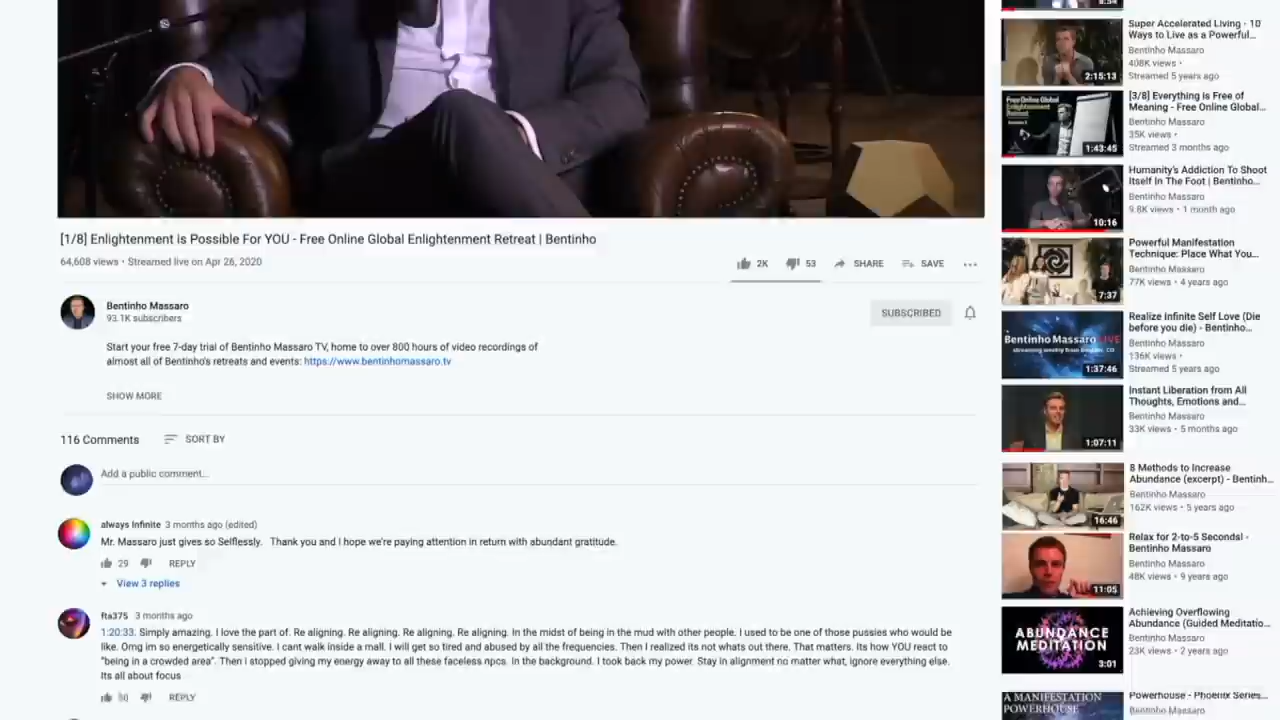 [1/8] Enlightenment is Possible For YOU - Free Online Global Enlightenment Retreat | Bentinho
64,608 views • Streamed live on Apr 26, 2020
2K
53
SHARE
SAVE
Bentinho Massaro
93.1K subscribers
SUBSCRIBED
Start your free 7-day trial of Bentinho Massaro TV, home to over 800 hours of video recordings of
almost all of Bentinho's retreats and events: https://www.bentinhomassaro.tv
SHOW MORE
116 Comments
SORT BY
Add a public comment...
always Infinite 3 months ago (edited)
Mr. Massaro just gives so Selflessly. Thank you and I hope we're paying attention in return with abundant gratitude.
29
REPLY
View 3 replies
fta375 3 months ago
1:20:33. Simply amazing. I love the part of. Re aligning. Re aligning. Re aligning. Re aligning. In the midst of being in the mud with other people. I used to be one of those pussies who would be
like. Omg im so energetically sensitive. I cant walk inside a mall. I will get so tired and abused by all the frequencies. Then I realized its not whats out there. That matters. Its how YOU react to
"being in a crowded area". Then i stopped giving my energy away to all these faceless npcs. In the background. I took back my power. Stay in alignment no matter what, ignore everything else.
Its all about focus
REPLY
8:54
Super Accelerated Living - 10
Ways to Live as a Powerful...
Bentinho Massaro
408K views •
Streamed 5 years ago
2:15:13
[3/8] Everything is Free of
Meaning - Free Online Global...
Bentinho Massaro
35K views •
Streamed 3 months ago
Free Online Global
Enlightenment
Retreat
1:43:45
Humanity's Addiction To Shoot
Itself In The Foot | Bentinho...
Bentinho Massaro
9.8K views • 1 month ago
10:16
Powerful Manifestation
Technique: Place What You...
Bentinho Massaro
77K views • 4 years ago
7:37
Realize Infinite Self Love (Die
before you die) - Bentinho...
Bentinho Massaro
136K views •
Streamed 5 years ago
Bentinho Massaro LIVE
streaming weekly from Boulder, CO
1:37:46
Instant Liberation from All
Thoughts, Emotions and...
Bentinho Massaro
33K views • 5 months ago
1:07:11
8 Methods to Increase
Abundance (excerpt) - Bentinh...
Bentinho Massaro
162K views • 5 years ago
16:46
Relax for 2-to-5 Seconds! -
Bentinho Massaro
Bentinho Massaro
48K views • 9 years ago
11:05
Achieving Overflowing
Abundance (Guided Meditatio...
Bentinho Massaro
23K views • 2 years ago
ABUNDANCE
MEDITATION
3:01
A MANIFESTATION
POWERHOUSE
Powerhouse - Phoenix Series...
Bentinho Massaro